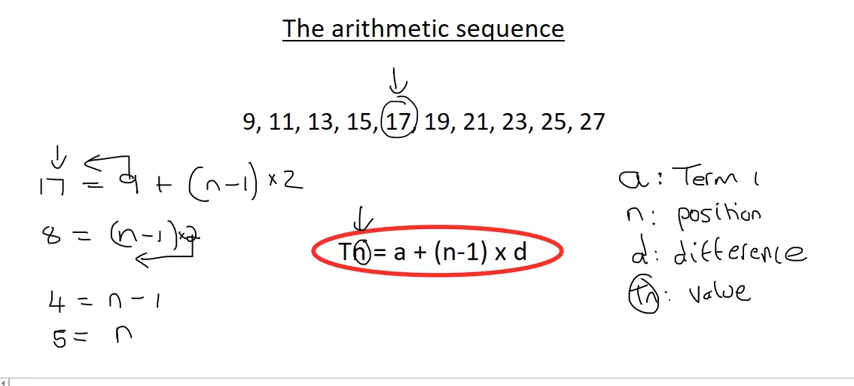 The arithmetic sequence
9, 11, 13, 15, 17, 19, 21, 23, 25, 27
17 = 9 + (n-1) × 2
8 = (n-1) × 2
4 = n - 1
5 = n
Tn = a + (n-1) x d
a: Term 1
n: position
d: difference
tn: value